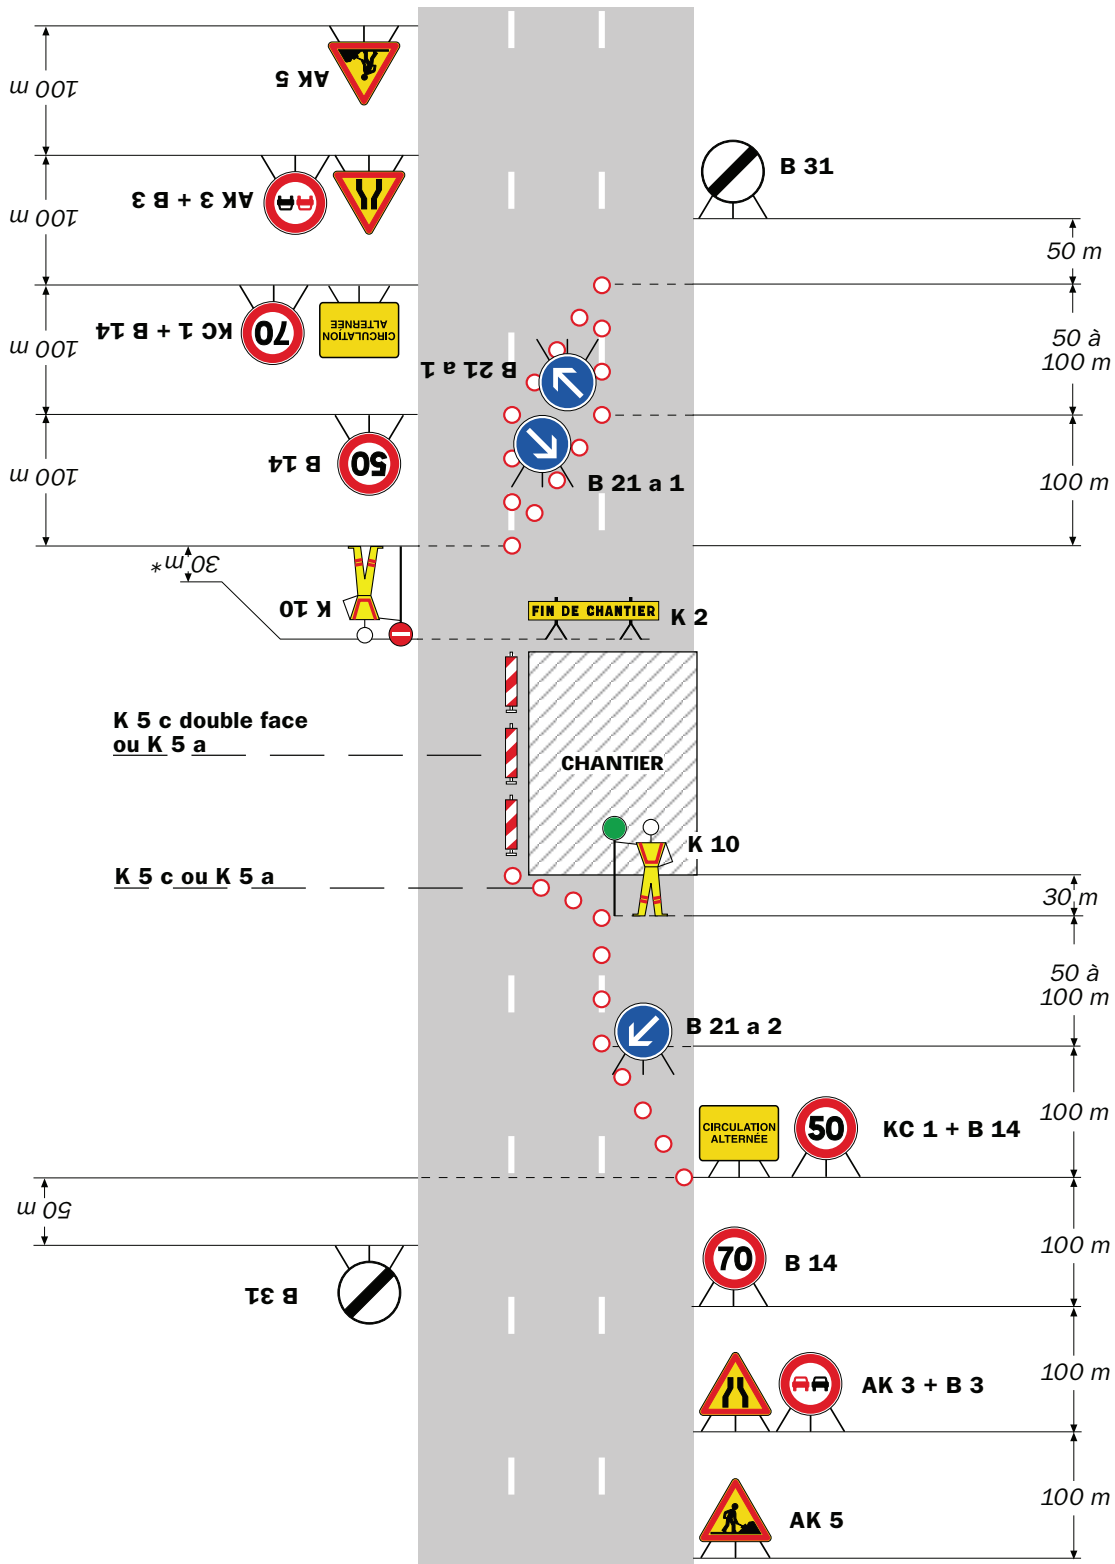 100 m
AK 5
100 m
AK 3 + B 3
B 31
50 m
100 m
KC 1 + B 14
70
CIRCULATION
ALTERNÉE
50 à
100 m
B 21 a 1
100 m
B 14
50
B 21 a 1
100 m
30 m*
K 10
FIN DE CHANTIER
K 2
K 5 c double face
ou K 5 a
CHANTIER
K 10
K 5 c ou K 5 a
30 m
50 à
100 m
B 21 a 2
CIRCULATION
ALTERNÉE
50
KC 1 + B 14
100 m
50 m
B 31
70
B 14
100 m
AK 3 + B 3
100 m
AK 5
100 m